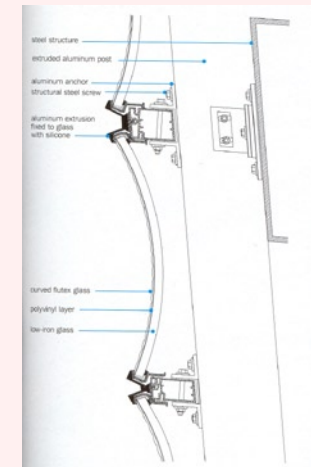 steel structure
extruded aluminum post
aluminum anchor
structural steel screw
aluminum extrusion
fixed to glass
with silicone
curved flutex glass
polyvinyl layer
low-iron glass